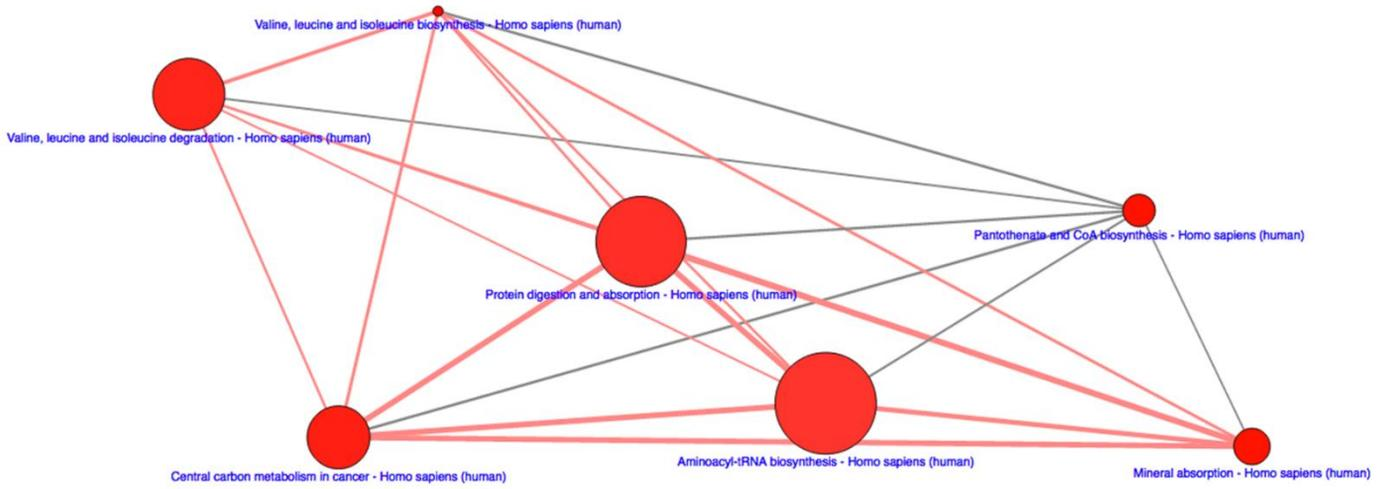 Valine, leucine and isoleucine biosynthesis - Homo sapiens (human)
Valine, leucine and isoleucine degradation - Homo sapiens (human)
Pantothenate and CoA biosynthesis - Homo sapiens (human)
Protein digestion and absorption - Homo sapiens (human)
Aminoacyl-tRNA biosynthesis - Homo sapiens (human)
Mineral absorption - Homo sapiens (human)
Central carbon metabolism in cancer - Homo sapiens (human)